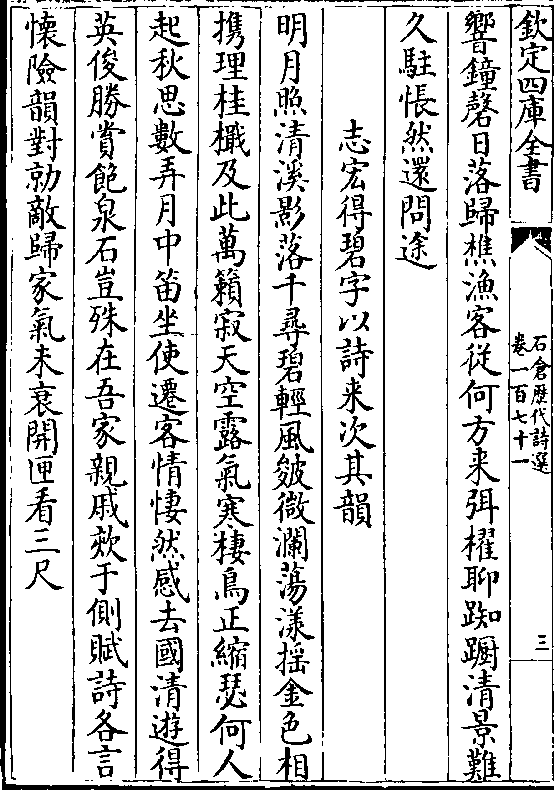 欽定四庫全書
石倉歴代詩選
卷一百七十一
三
響鐘磬日落歸樵漁客從何方来弭櫂聊踟躕清景難
久駐悵然還問途
志宏得碧字以詩来次其韻
明月照清溪影落千尋碧輕風皴微瀾蕩漾揺金色相
携理桂檝及此萬籟寂天空露氣寒棲鳥正縮瑟何人
起秋思數弄月中笛坐使遷客情悽然感去國清遊得
英俊勝賞飽泉石豈殊在吾家親戚欬于側賦詩各言
懷險韻對勍敵歸家氣未衰開匣看三尺